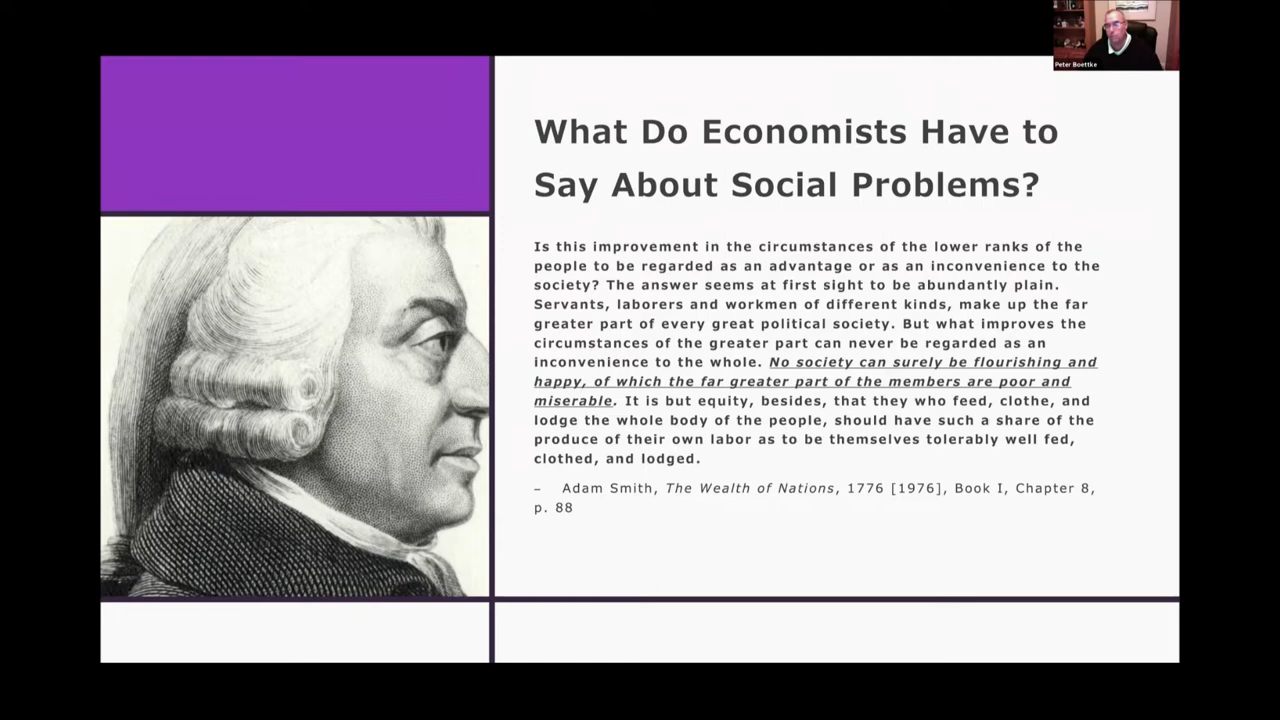 Peter Boettke
What Do Economists Have to
Say About Social Problems?
Is this improvement in the circumstances of the lower ranks of the
people to be regarded as an advantage or as an inconvenience to the
society? The answer seems at first sight to be abundantly plain.
Servants, laborers and workmen of different kinds, make up the far
greater part of every great political society. But what improves the
circumstances of the greater part can never be regarded as an
inconvenience to the whole. No society can surely be flourishing and
happy, of which the far greater part of the members are poor and
miserable. It is but equity, besides, that they who feed, clothe, and
lodge the whole body of the people, should have such a share of the
produce of their own labor as to be themselves tolerably well fed,
clothed, and lodged.
– Adam Smith, The Wealth of Nations, 1776 [1976], Book I, Chapter 8,
p. 88